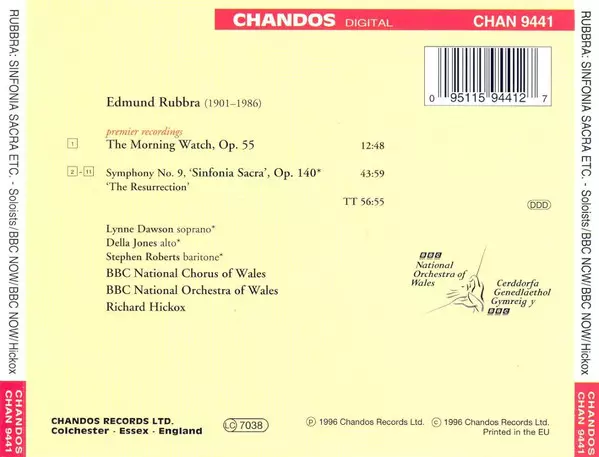 CHANDOS DIGITAL CHAN 9441
0 95115 94412 7
Edmund Rubbra (1901–1986)
premier recordings
1 The Morning Watch, Op. 55 12:48
2 - 11 Symphony No. 9, ‘Sinfonia Sacra’, Op. 140* 43:59
‘The Resurrection’
TT 56:55
DDD
Lynne Dawson soprano*
Della Jones alto*
Stephen Roberts baritone*
BBC National Chorus of Wales
BBC National Orchestra of Wales
Richard Hickox
BBC
National
Orchestra of
Wales
Cerddorfa
Genedlaethol
Gymreig y
BBC
CHANDOS RECORDS LTD.
Colchester · Essex · England
LC 7038
℗ 1996 Chandos Records Ltd. © 1996 Chandos Records Ltd.
Printed in the EU
RUBBRA: SINFONIA SACRA ETC. - Soloists/BBC NOW/BBC NOW/Hickox
CHANDOS
CHAN 9441
RUBBRA: SINFONIA SACRA ETC. - Soloists/BBC NOW/BBC NOW/Hickox
CHANDOS
CHAN 9441